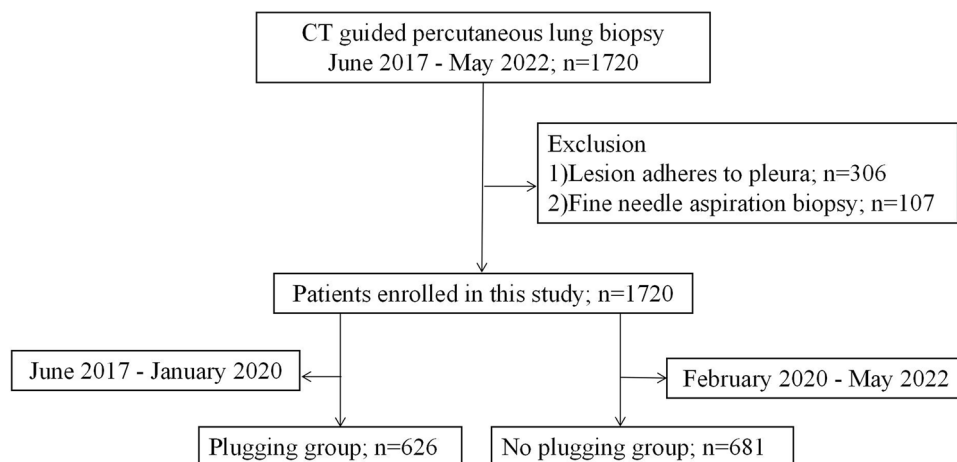 CT guided percutaneous lung biopsy
June 2017 - May 2022; n=1720
Exclusion
1)Lesion adheres to pleura; n=306
2)Fine needle aspiration biopsy; n=107
Patients enrolled in this study; n=1720
June 2017 - January 2020
February 2020 - May 2022
Plugging group; n=626
No plugging group; n=681